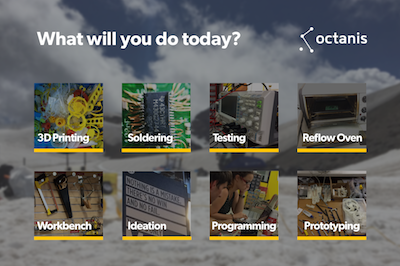 What will you do today?
octanis
3D Printing
Soldering
Testing
Reflow Oven
Workbench
Ideation
Programming
Prototyping